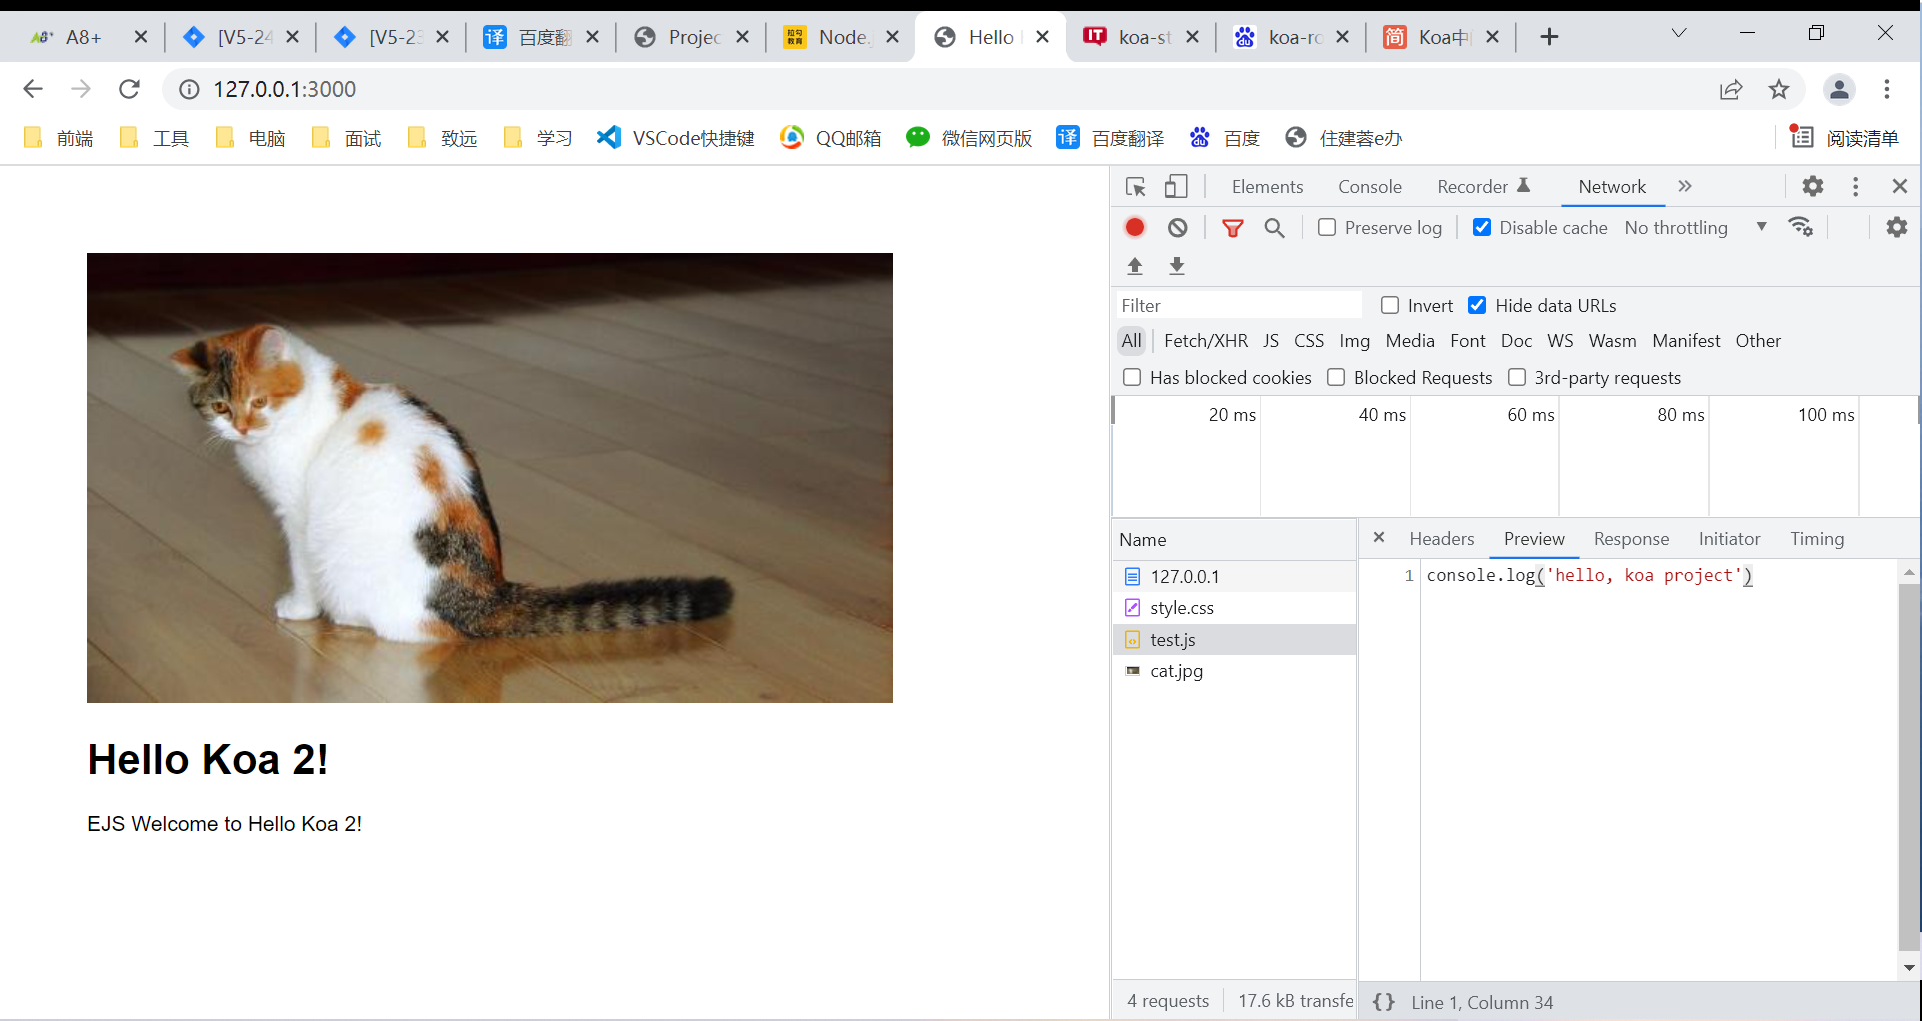 A8+ [V5-24 [V5-23 百度翻 Projec Node.j Hello koa-st koa-ro Koa中
127.0.0.1:3000
前端 工具 电脑 面试 致远 学习 VSCode快捷键 QQ邮箱 微信网页版 译 百度翻译 百度 住建蓉e办 阅读清单
Elements Console Recorder Network
Preserve log Disable cache No throttling
Filter Invert Hide data URLs
All Fetch/XHR JS CSS Img Media Font Doc WS Wasm Manifest Other
Has blocked cookies Blocked Requests 3rd-party requests
20 ms 40 ms 60 ms 80 ms 100 ms
Name
127.0.0.1
style.css
test.js
cat.jpg
Headers Preview Response Initiator Timing
1 console.log('hello, koa project')
4 requests 17.6 kB transfe
{} Line 1, Column 34
Hello Koa 2!
EJS Welcome to Hello Koa 2!